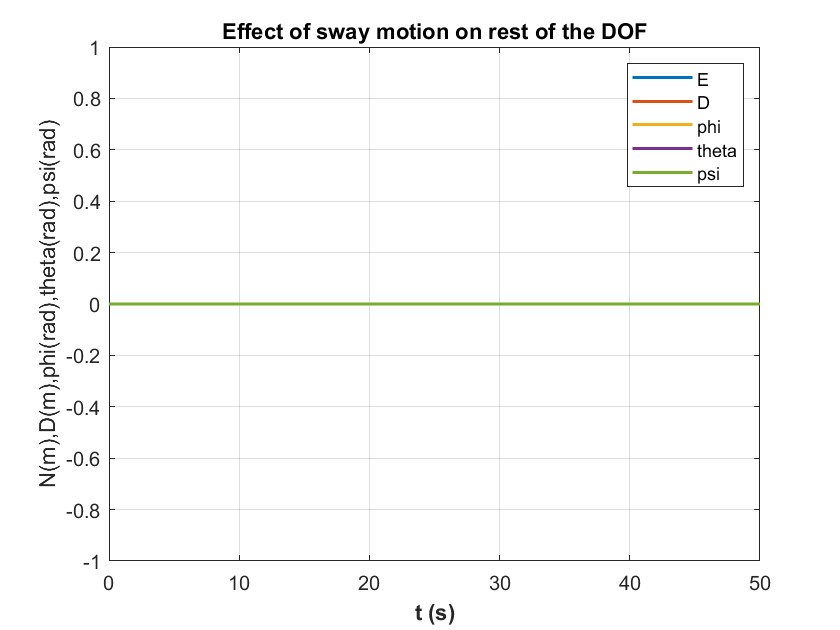 Effect of sway motion on rest of the DOF
N(m),D(m),phi(rad),theta(rad),psi(rad)
1
0.8
0.6
0.4
0.2
0
-0.2
-0.4
-0.6
-0.8
-1
E
D
phi
theta
psi
0 10 20 30 40 50
t (s)